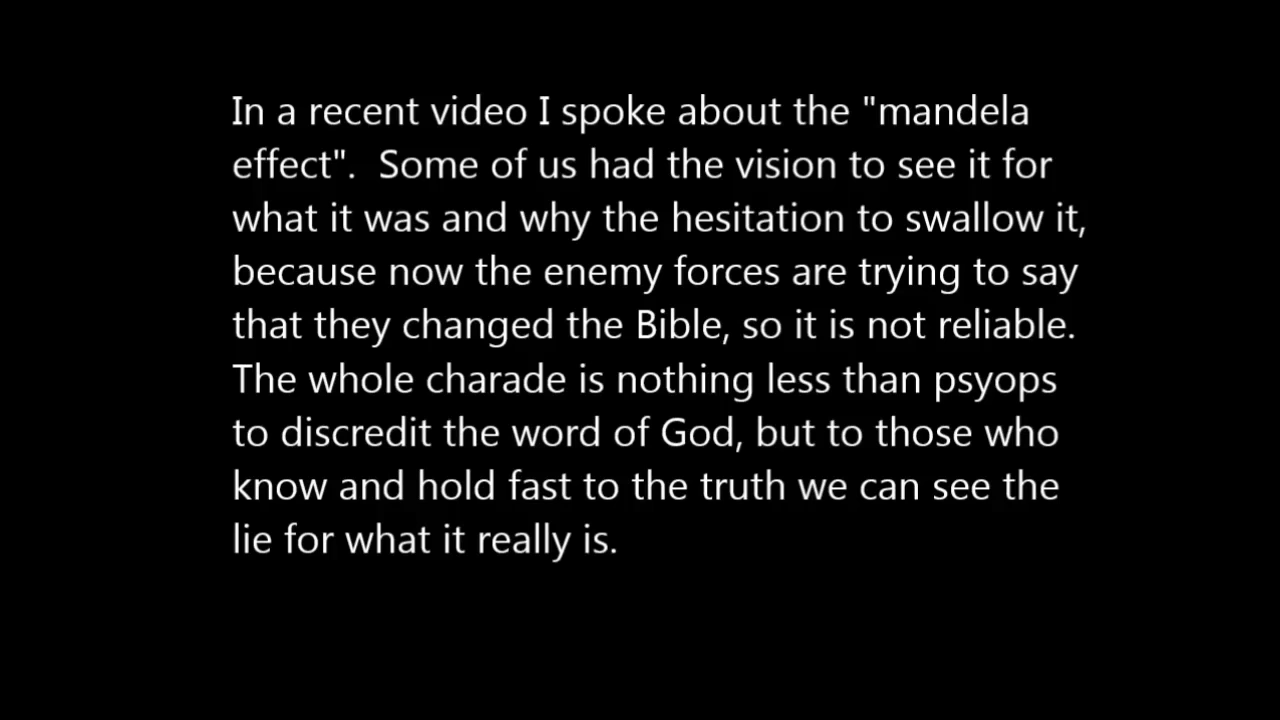 In a recent video I spoke about the "mandela
effect".  Some of us had the vision to see it for
what it was and why the hesitation to swallow it,
because now the enemy forces are trying to say
that they changed the Bible, so it is not reliable.
The whole charade is nothing less than psyops
to discredit the word of God, but to those who
know and hold fast to the truth we can see the
lie for what it really is.